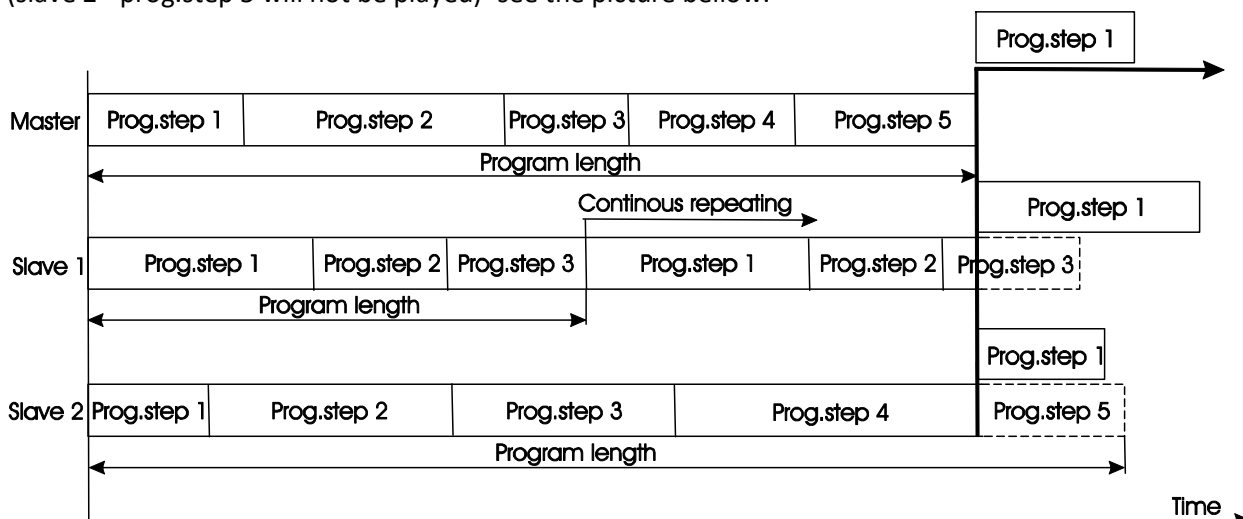 (slave 2 - prog.step 5 will not be played)- see the picture bellow:
Prog.step 1
Master Prog.step 1 Prog.step 2 Prog.step 3 Prog.step 4 Prog.step 5
Program length
Prog.step 1
Continous repeating
Slave 1 Prog.step 1 Prog.step 2 Prog.step 3 Prog.step 1 Prog.step 2 Prog.step 3
Program length
Prog.step 1
Slave 2 Prog.step 1 Prog.step 2 Prog.step 3 Prog.step 4 Prog.step 5
Program length
Time